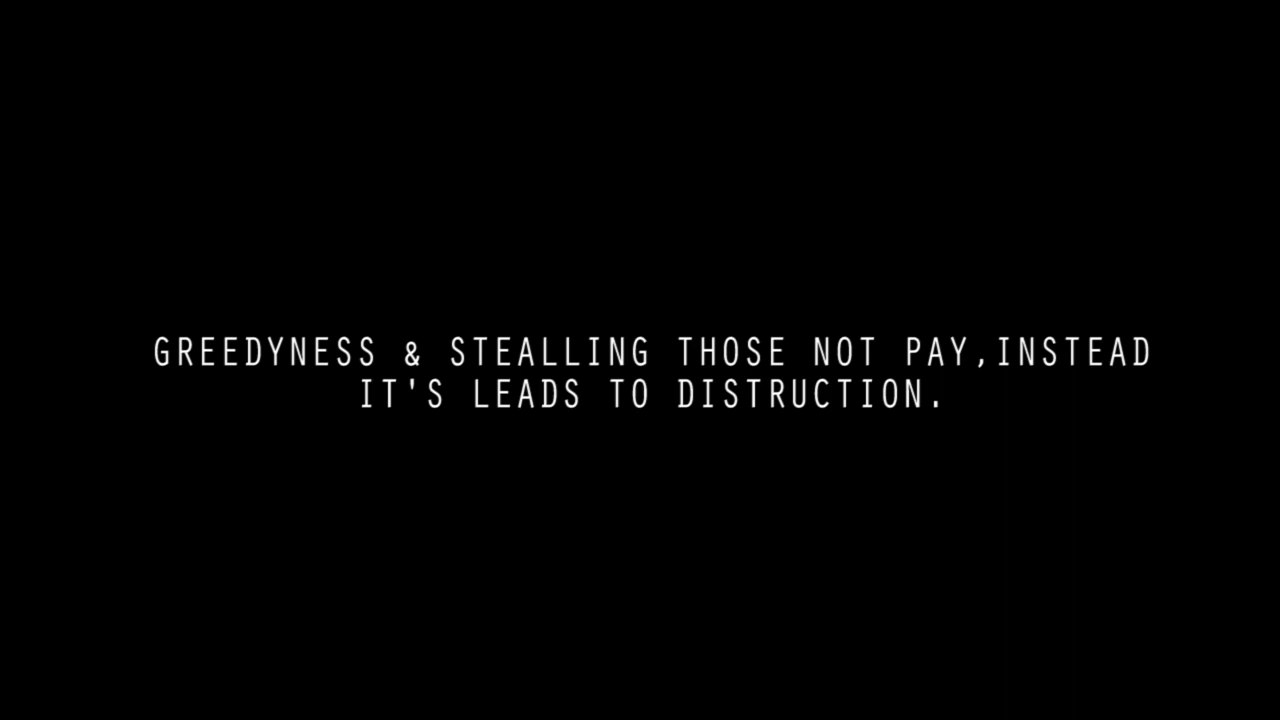 GREEDYNESS & STEALLING THOSE NOT PAY,INSTEAD
IT'S LEADS TO DISTRUCTION.